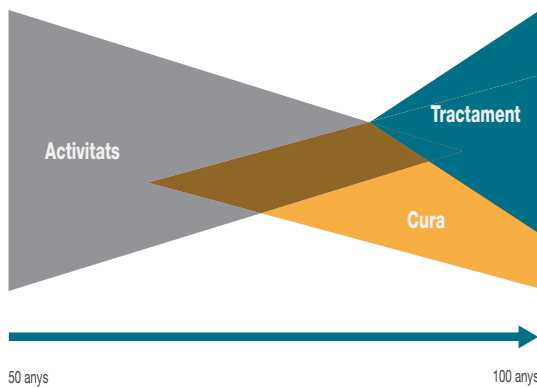 Tractament
Activitats
Cura
50 anys
100 anys